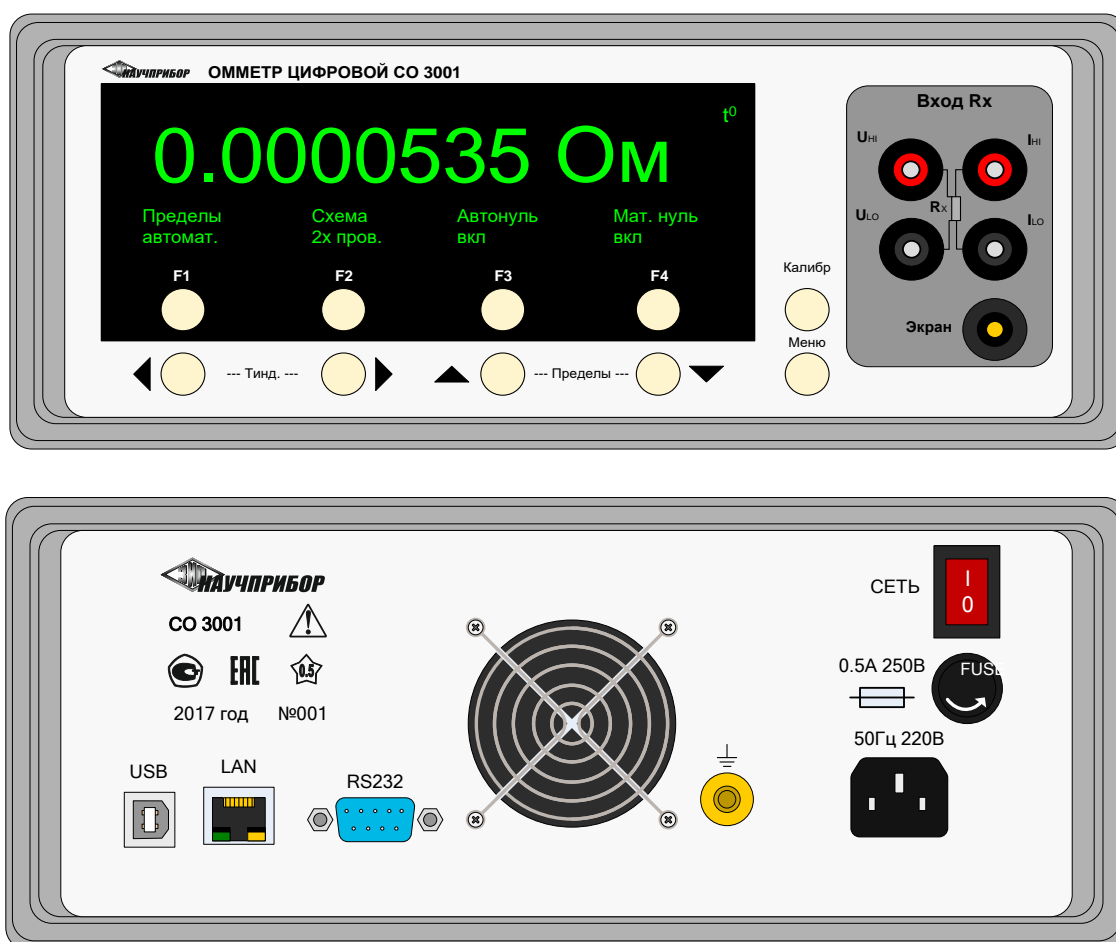 НАУЧПРИБОР ОММЕТР ЦИФРОВОЙ СО 3001
t⁰
0.0000535 Ом
Пределы Схема Автонуль Мат. нуль
автомат. 2х пров. вкл вкл
F1 F2 F3 F4
--- Тинд. --- --- Пределы ---
Калибр
Меню
Вход Rx
UHI IHI
Rx
ULO ILO
Экран
НАУЧПРИБОР
СО 3001
ЕАС 0.5
2017 год №001
USB LAN RS232
СЕТЬ I
0
0.5А 250В FUSE
50Гц 220В